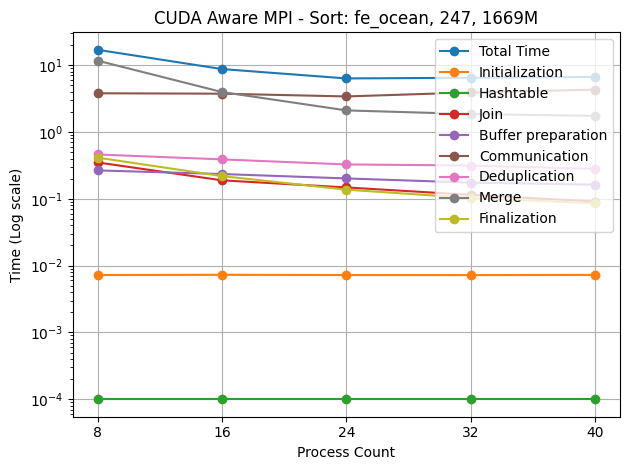 CUDA Aware MPI - Sort: fe_ocean, 247, 1669M
Total Time
Initialization
Hashtable
Join
Buffer preparation
Communication
Deduplication
Merge
Finalization
Time (Log scale)
10¹
10⁰
10⁻¹
10⁻²
10⁻³
10⁻⁴
8 16 24 32 40
Process Count